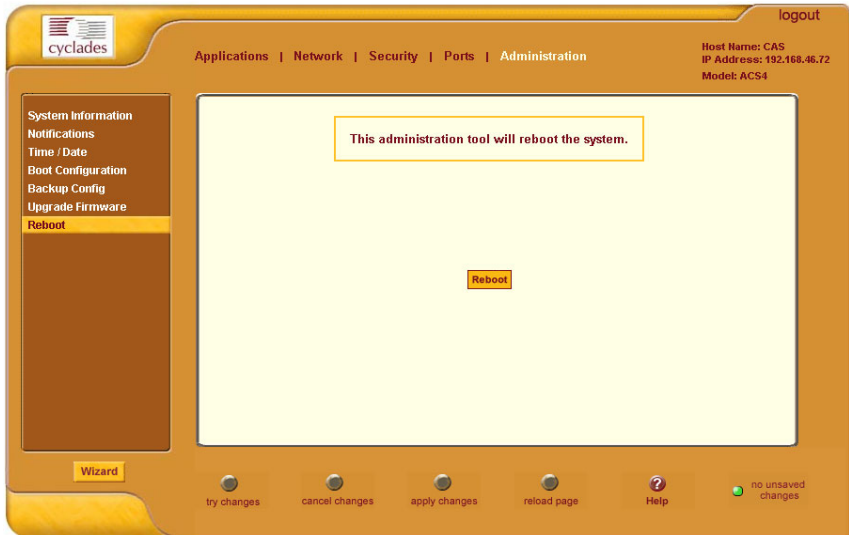 logout
cyclades
Applications | Network | Security | Ports | Administration
Host Name: CAS
IP Address: 192.168.46.72
Model: ACS4
System Information
Notifications
Time / Date
Boot Configuration
Backup Config
Upgrade Firmware
Reboot
This administration tool will reboot the system.
Reboot
Wizard
try changes
cancel changes
apply changes
reload page
?
Help
no unsaved
changes